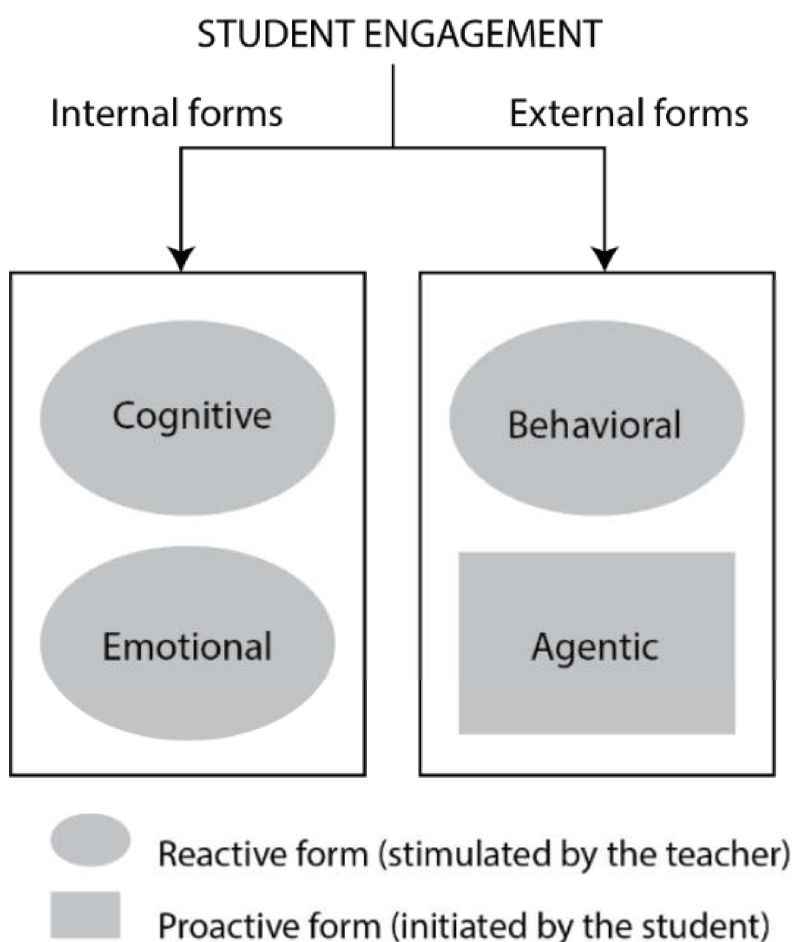 STUDENT ENGAGEMENT
Internal forms
External forms
Cognitive
Behavioral
Emotional
Agentic
Reactive form (stimulated by the teacher)
Proactive form (initiated by the student)